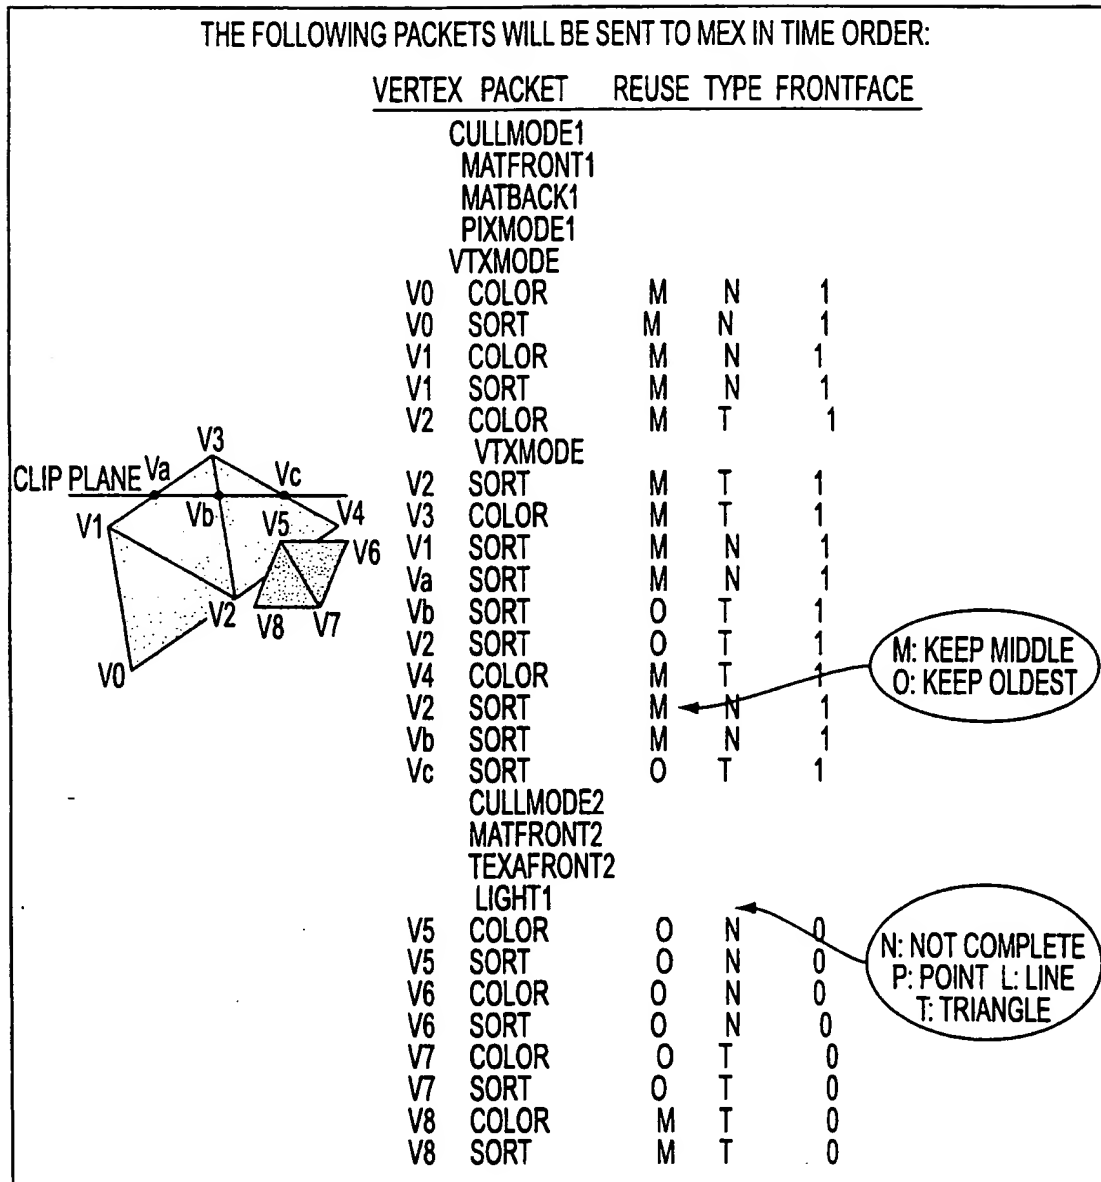 THE FOLLOWING PACKETS WILL BE SENT TO MEX IN TIME ORDER:
VERTEX PACKET REUSE TYPE FRONTFACE
CULLMODE1
MATFRONT1
MATBACK1
PIXMODE1
VTXMODE
V0 COLOR M N 1
V0 SORT M N 1
V1 COLOR M N 1
V1 SORT M N 1
V2 COLOR M T 1
VTXMODE
V2 SORT M T 1
V3 COLOR M T 1
V1 SORT M N 1
Va SORT M N 1
Vb SORT O T 1
V2 SORT O T 1
V4 COLOR M T 1
V2 SORT M N 1
Vb SORT M N 1
Vc SORT O T 1
CULLMODE2
MATFRONT2
TEXAFRONT2
LIGHT1
V5 COLOR O N 0
V5 SORT O N 0
V6 COLOR O N 0
V6 SORT O N 0
V7 COLOR O T 0
V7 SORT O T 0
V8 COLOR M T 0
V8 SORT M T 0
V3
CLIP PLANE Va Vc
V1 Vb V5 V4
V6
V2 V8 V7
V0
M: KEEP MIDDLE
O: KEEP OLDEST
N: NOT COMPLETE
P: POINT L: LINE
T: TRIANGLE